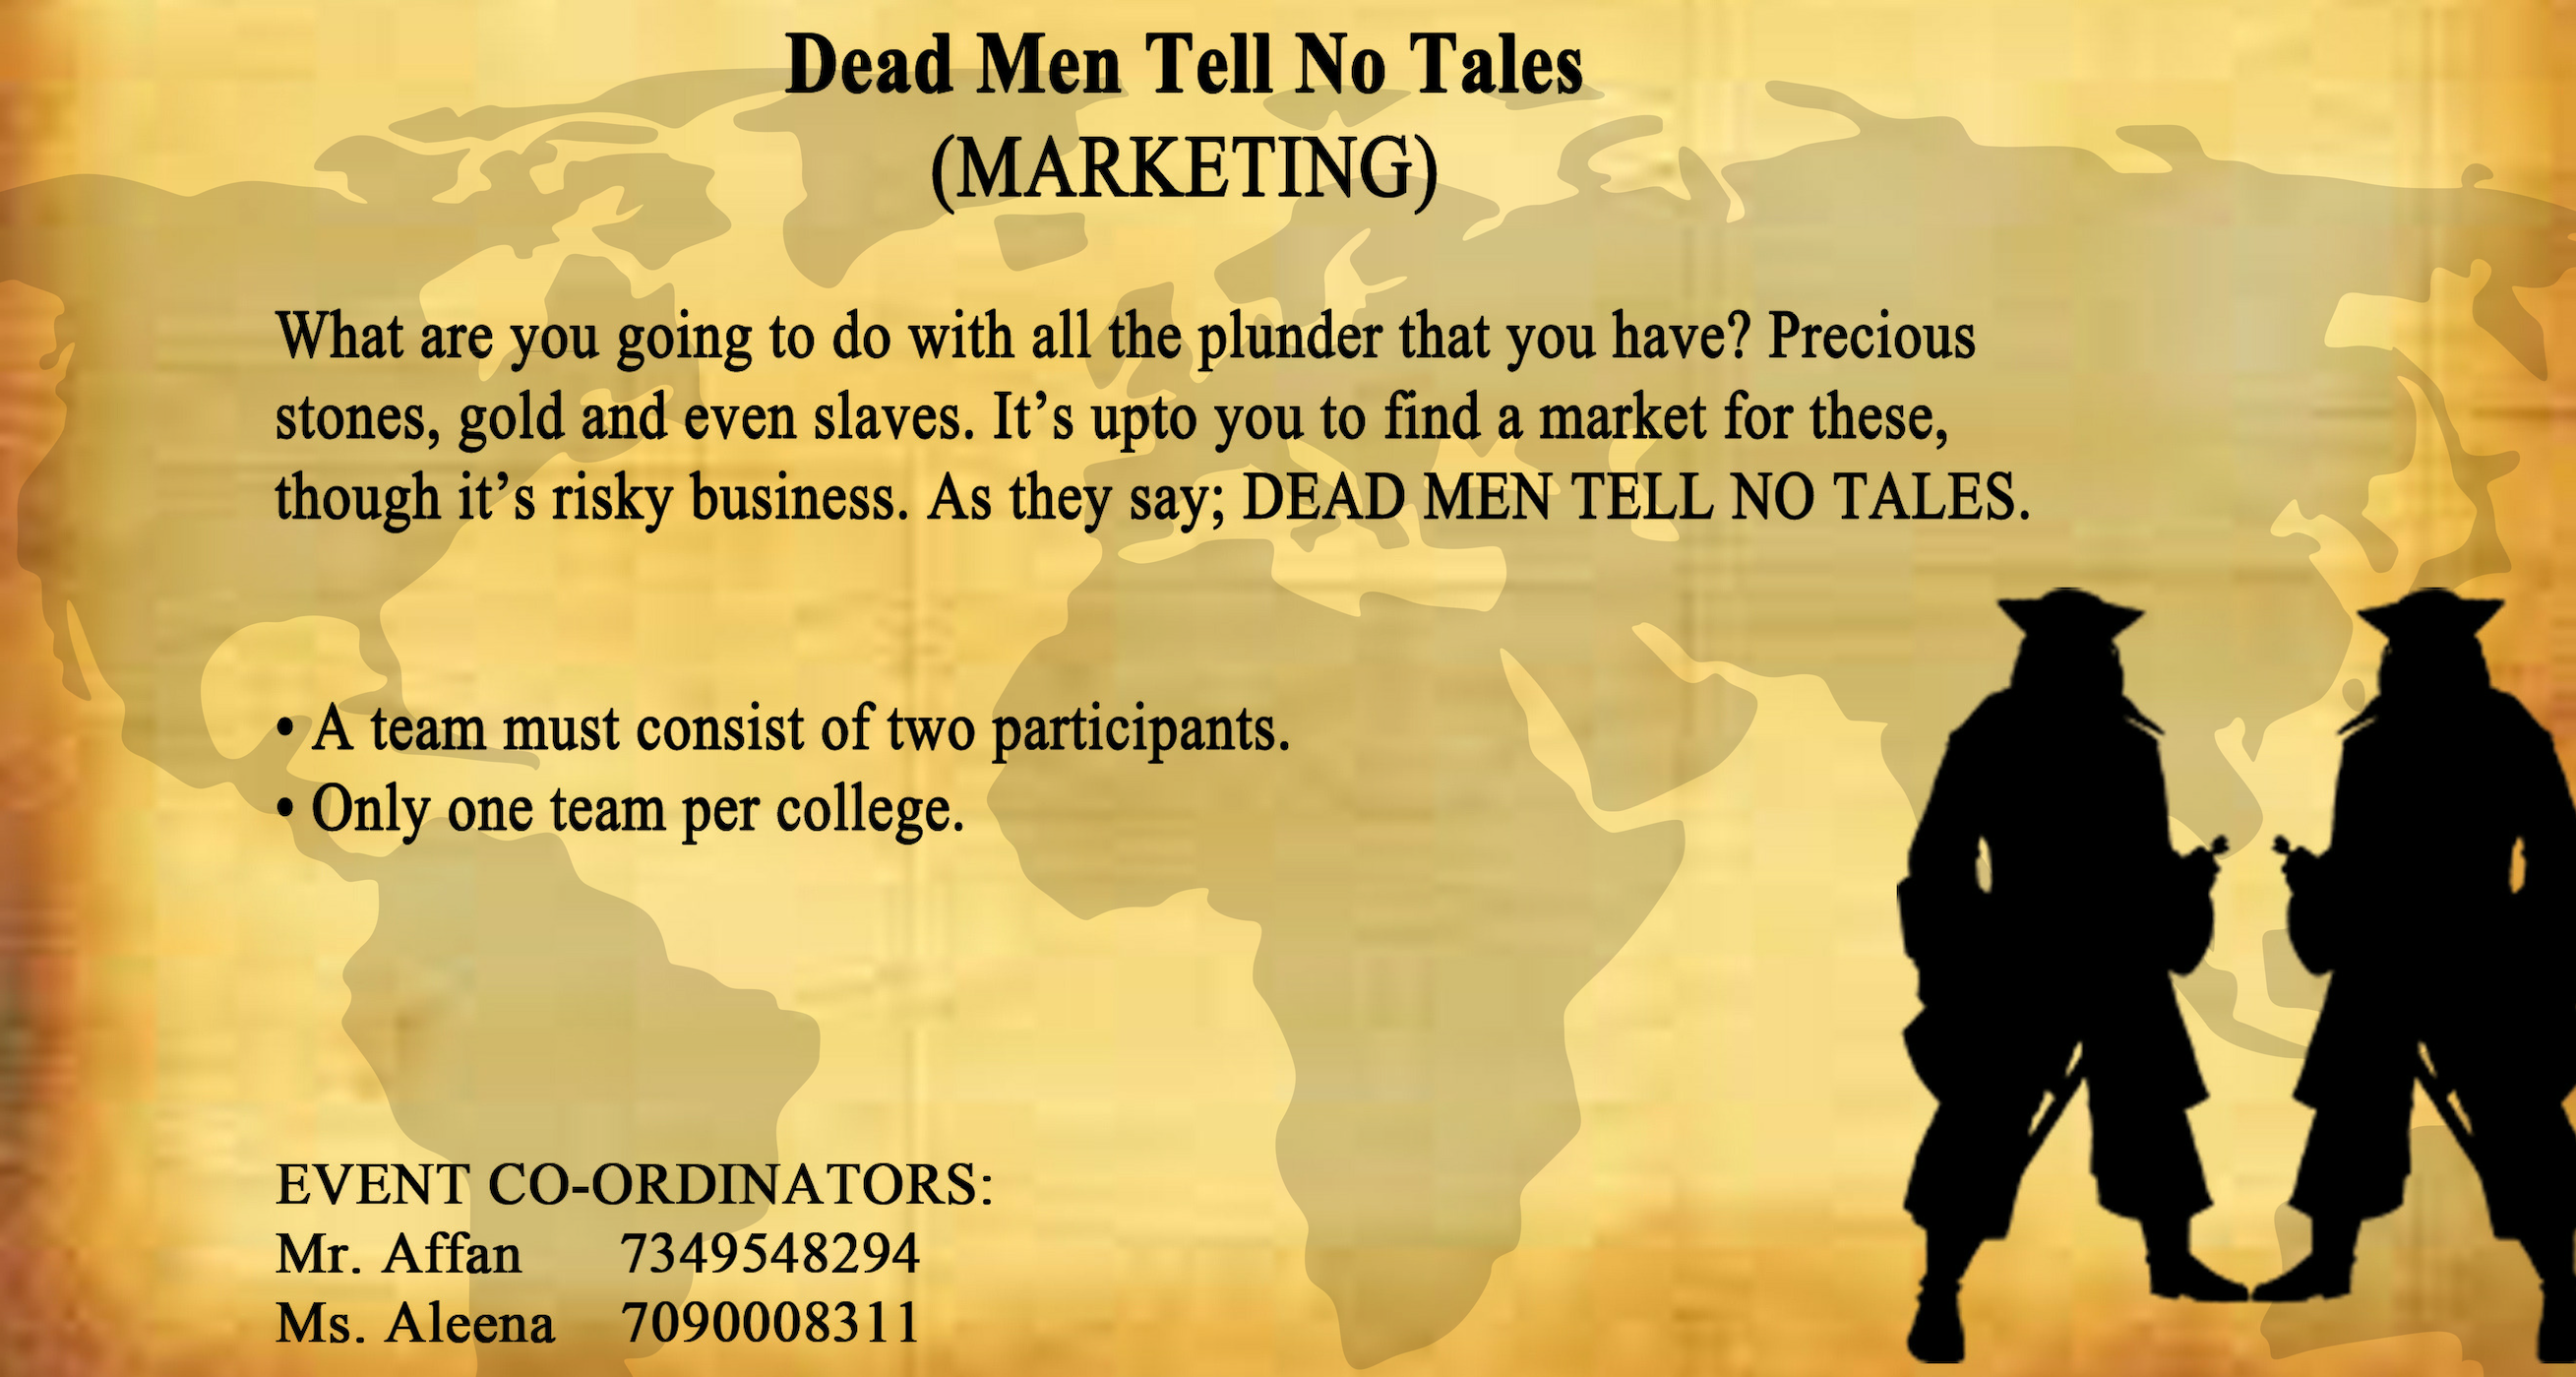 Dead Men Tell No Tales
(MARKETING)
What are you going to do with all the plunder that you have? Precious
stones, gold and even slaves. It’s upto you to find a market for these,
though it’s risky business. As they say; DEAD MEN TELL NO TALES.
• A team must consist of two participants.
• Only one team per college.
EVENT CO-ORDINATORS:
Mr. Affan 7349548294
Ms. Aleena 7090008311